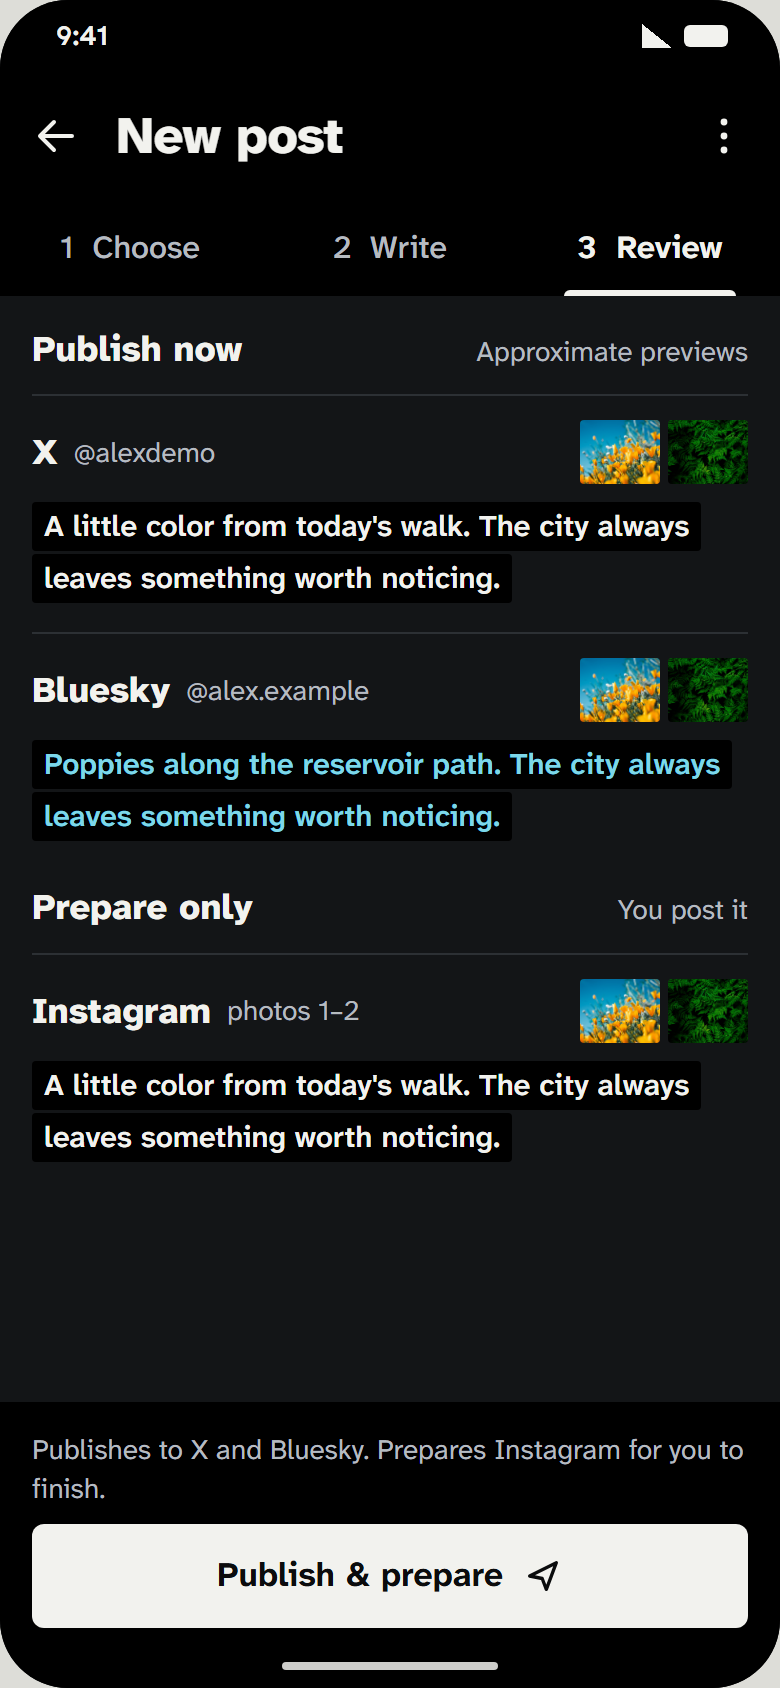 9:41
New post
1 Choose
2 Write
3 Review
Publish now
Approximate previews
X @alexdemo
A little color from today's walk. The city always
leaves something worth noticing.
Bluesky @alex.example
Poppies along the reservoir path. The city always
leaves something worth noticing.
Prepare only
You post it
Instagram photos 1–2
A little color from today's walk. The city always
leaves something worth noticing.
Publishes to X and Bluesky. Prepares Instagram for you to
finish.
Publish & prepare